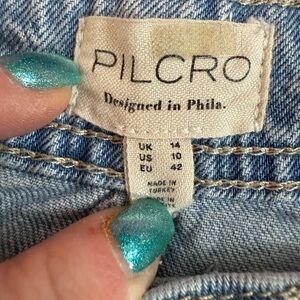 PILCRO
Designed in Phila.
UK 14
US 10
EU 42
MADE IN
TURKEY